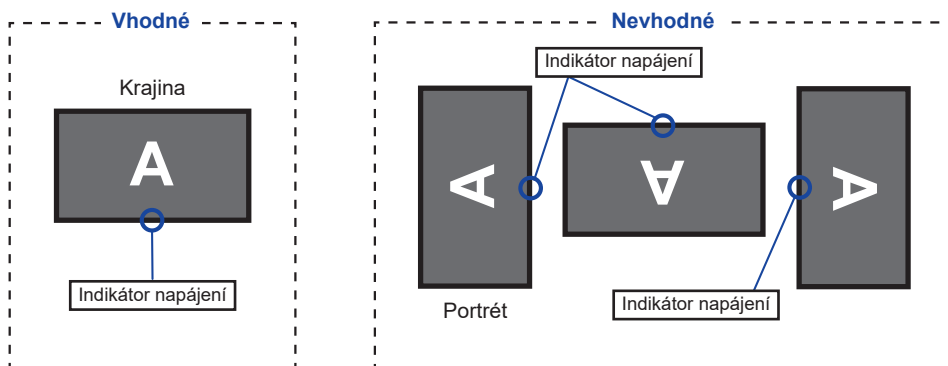 Vhodné
Krajina
A
Indikátor napájení
Nevhodné
Indikátor napájení
A
A
A
Indikátor napájení
Portrét